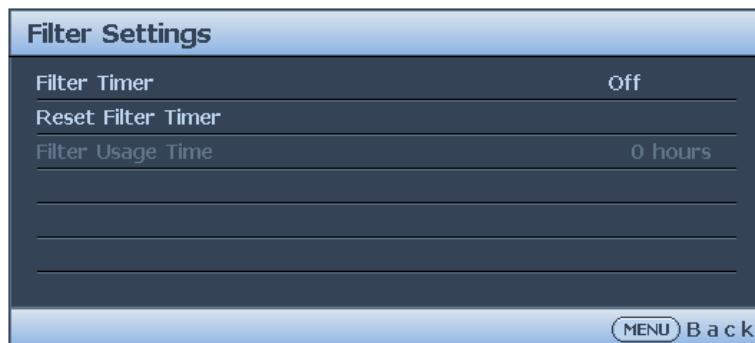 Filter Settings
Filter Timer Off
Reset Filter Timer
Filter Usage Time 0 hours
MENU Back